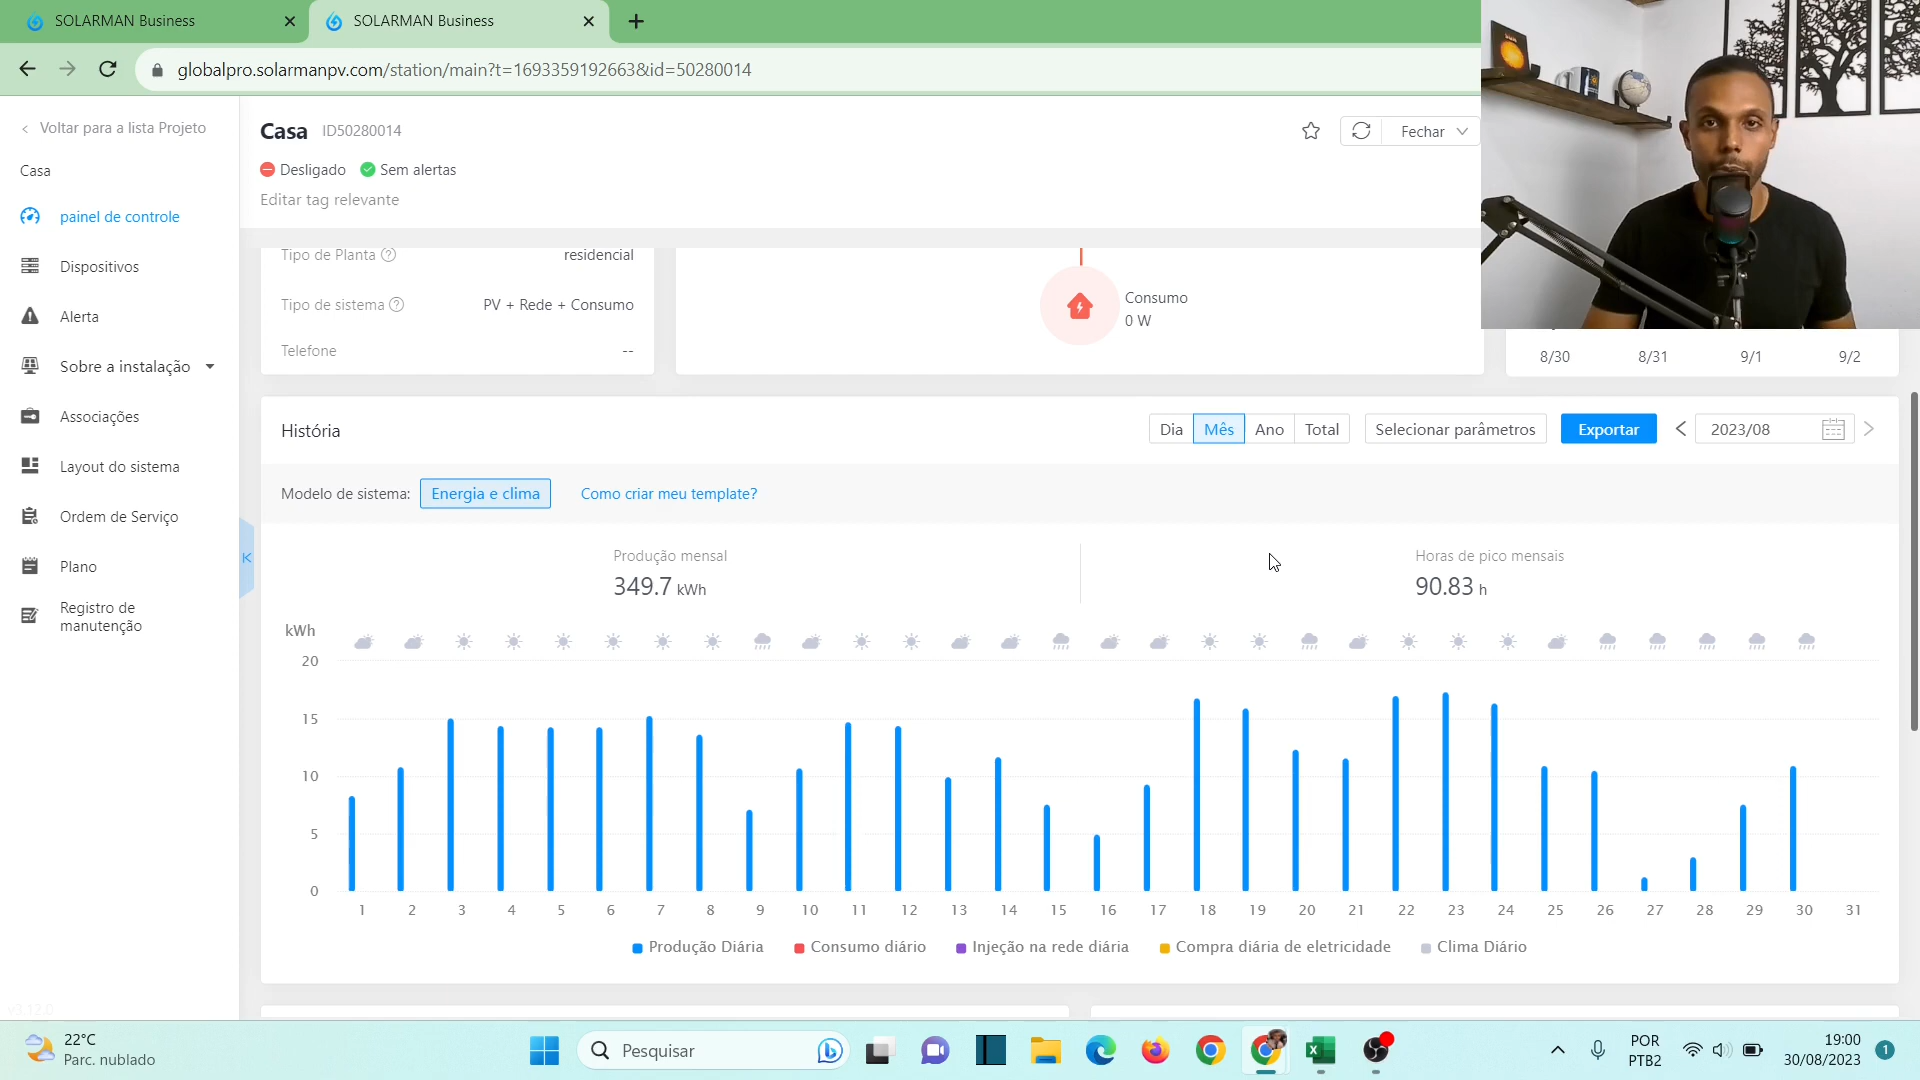 SOLARMAN Business
SOLARMAN Business
globalpro.solarmanpv.com/station/main?t=1693359192663&id=50280014
Voltar para a lista Projeto
Casa
painel de controle
Dispositivos
Alerta
Sobre a instalação
Associações
Layout do sistema
Ordem de Serviço
Plano
Registro de
manutenção
v3.12.0
Casa ID50280014
Fechar
Desligado Sem alertas
Editar tag relevante
Tipo de Planta ? residencial
Tipo de sistema ? PV + Rede + Consumo
Telefone --
Consumo
0 W
8/30 8/31 9/1 9/2
História
Dia Mês Ano Total Selecionar parâmetros Exportar 2023/08
Modelo de sistema: Energia e clima Como criar meu template?
Produção mensal
349.7 kWh
Horas de pico mensais
90.83 h
kWh
20
15
10
5
0
1 2 3 4 5 6 7 8 9 10 11 12 13 14 15 16 17 18 19 20 21 22 23 24 25 26 27 28 29 30 31
Produção Diária Consumo diário Injeção na rede diária Compra diária de eletricidade Clima Diário
22°C
Parc. nublado
Pesquisar
POR
PTB2
19:00
30/08/2023
1